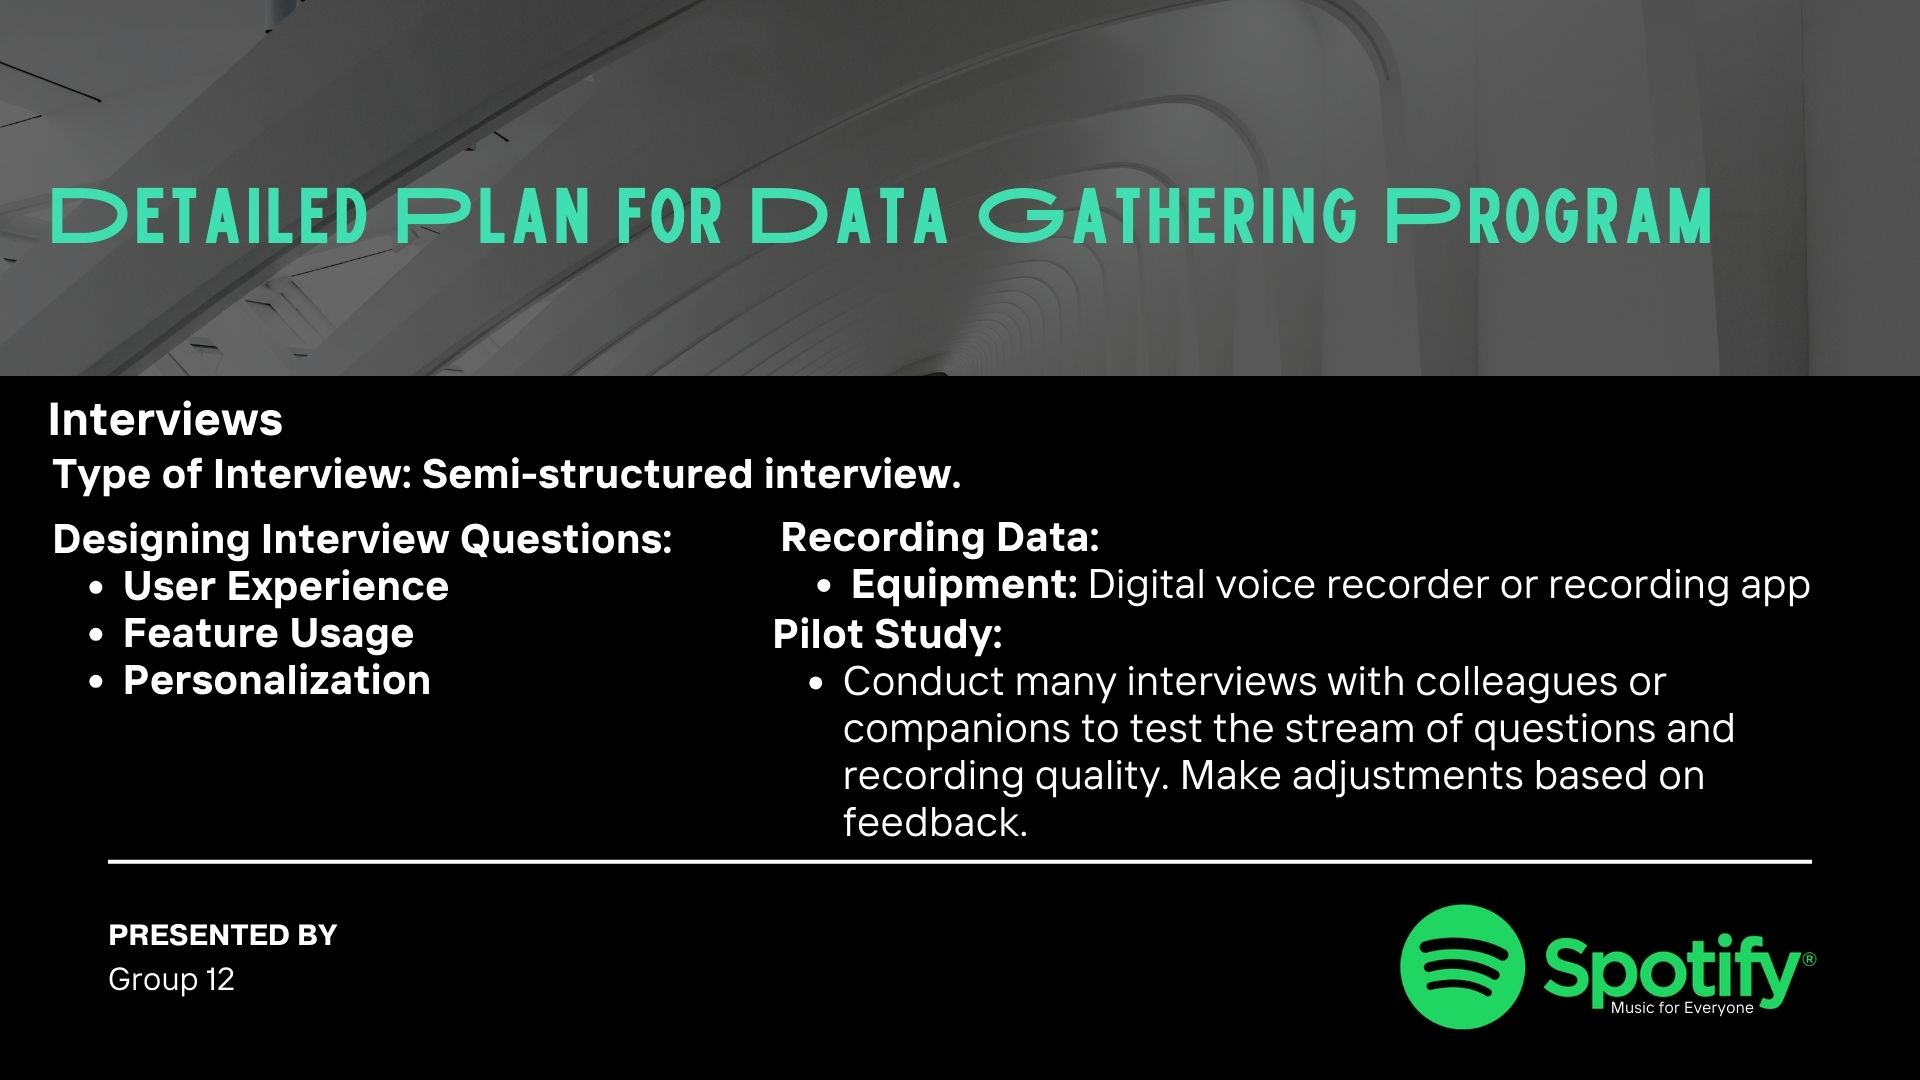 Detailed Plan for Data Gathering Program
Interviews
Type of Interview: Semi-structured interview.
Designing Interview Questions:
• User Experience
• Feature Usage
• Personalization
Recording Data:
• Equipment: Digital voice recorder or recording app
Pilot Study:
• Conduct many interviews with colleagues or
companions to test the stream of questions and
recording quality. Make adjustments based on
feedback.
PRESENTED BY
Group 12
Spotify®
Music for Everyone